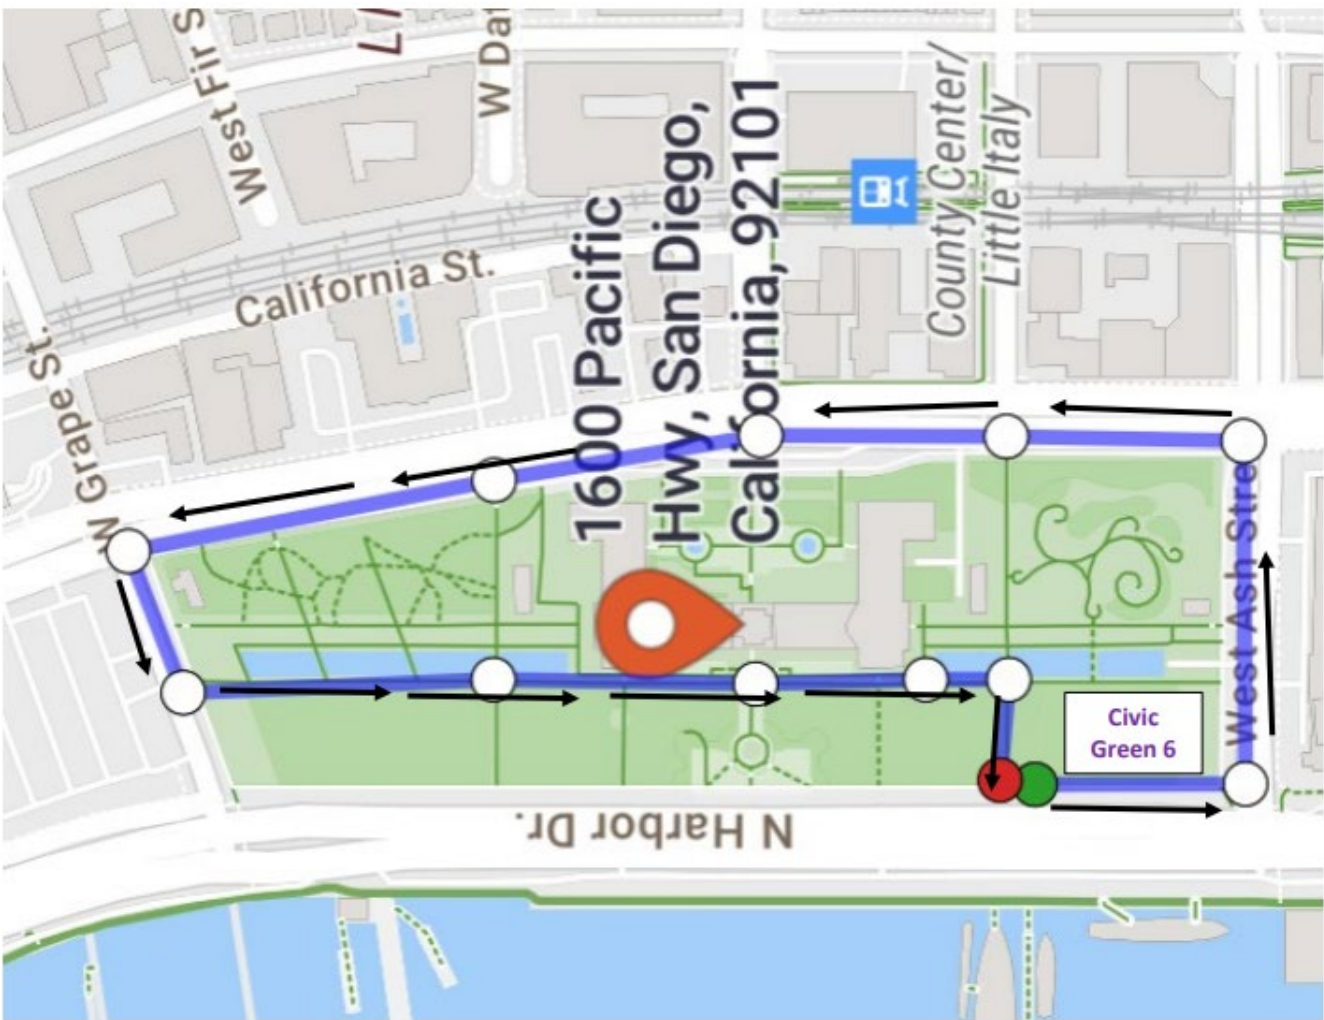 West Fir S
Li
W Da
1600 Pacific
Hwy, San Diego,
California, 92101
County Center/
Little Italy
California St.
W Grape St.
West Ash Stre
Civic
Green 6
N Harbor Dr.